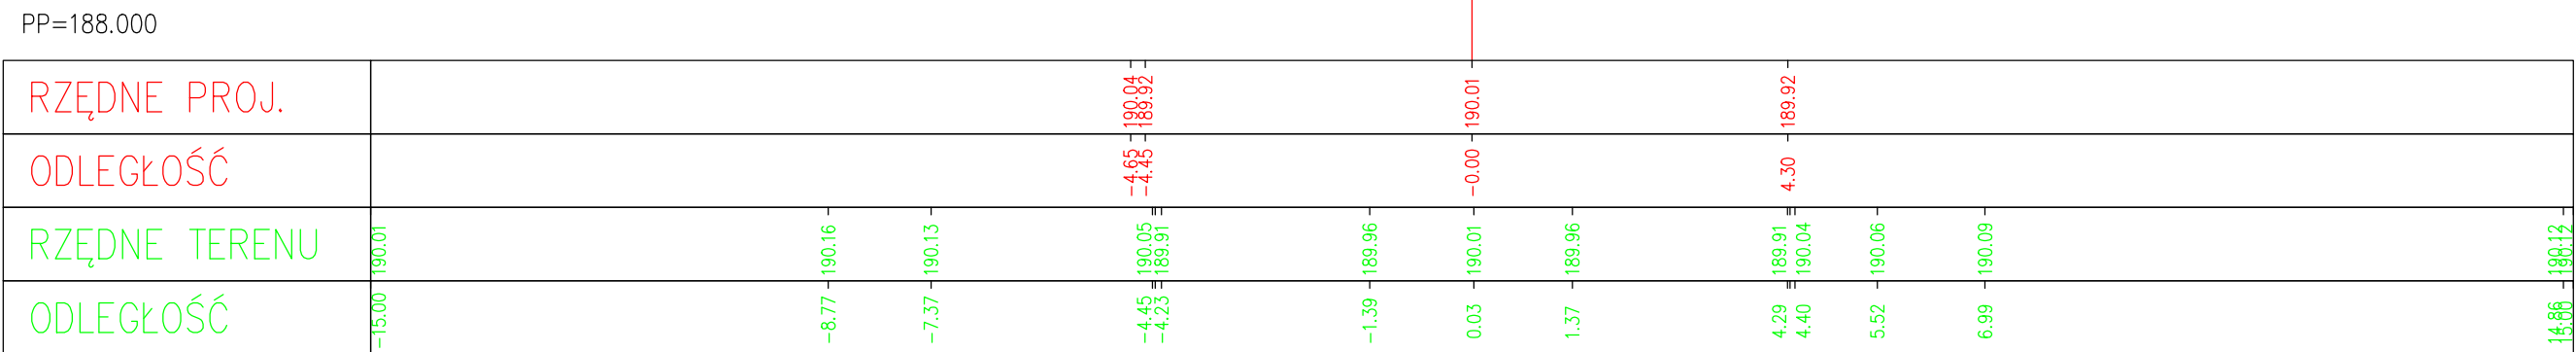 PP=188.000
RZĘDNE PROJ. 190.04 189.92 190.01 189.92
ODLEGŁOŚĆ -4.65 -4.45 -0.00 4.30
RZĘDNE TERENU 190.01 190.16 190.13 190.05 189.91 189.96 190.01 189.96 189.91 190.04 190.06 190.09 190.12 190.12
ODLEGŁOŚĆ -15.00 -8.77 -7.37 -4.45 -4.23 -1.39 0.03 1.37 4.29 4.40 5.52 6.99 14.86 15.00